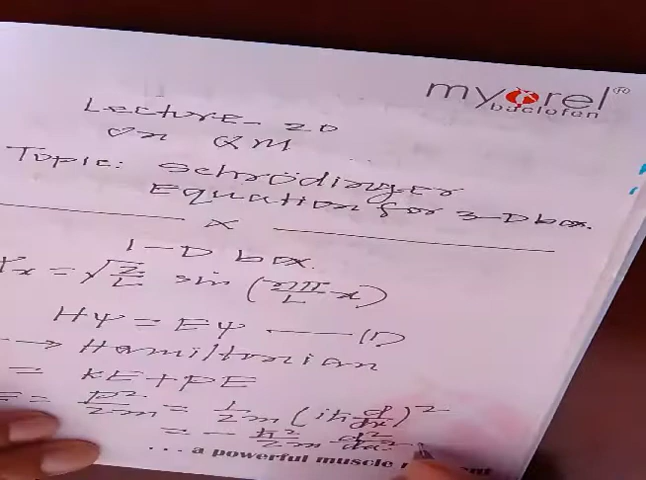 myorel®
baclofen
Lecture - 20
on QM
Topic: Schrödinger
Equation for 3-D box.
x
1-D box.
ψx = √2/L sin (nπ/L x)
Hψ = Eψ —— (1)
→ Hamiltonian
= KE + PE
= P²/2m = 1/2m (iħ d/dx)²
= - ħ²/2m d²/dx²
... a powerful muscle